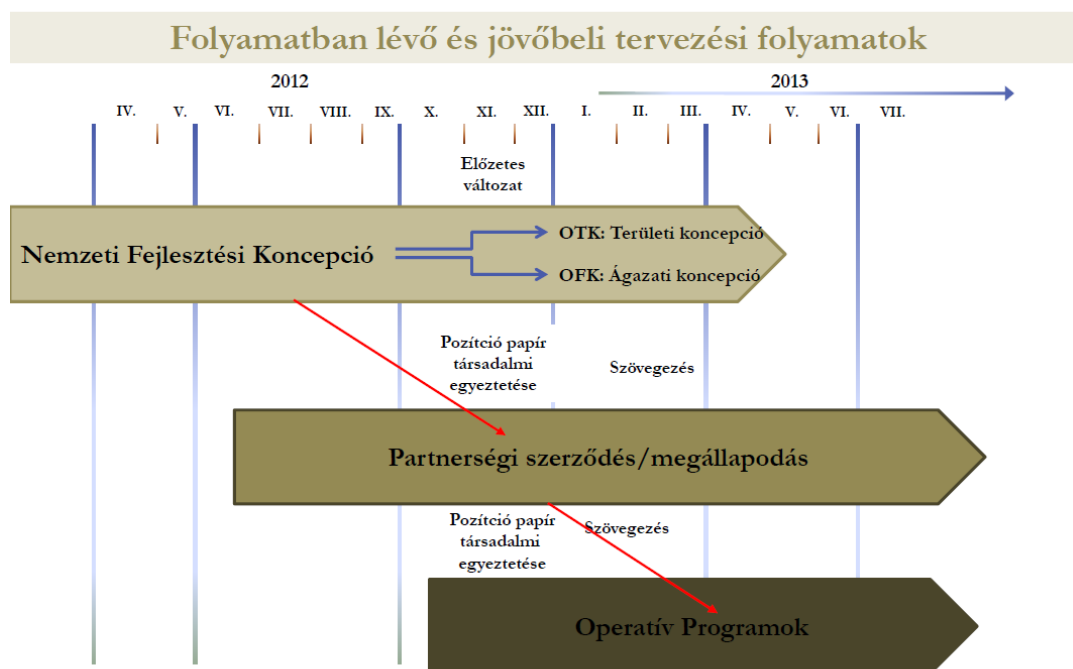 Folyamatban lévő és jövőbeli tervezési folyamatok
2012
2013
IV. V. VI. VII. VIII. IX. X. XI. XII. I. II. III. IV. V. VI. VII.
Előzetes
változat
Nemzeti Fejlesztési Koncepció
OTK: Területi koncepció
OFK: Ágazati koncepció
Pozítció papír
társadalmi
egyeztetése
Szövegezés
Partnerségi szerződés/megállapodás
Pozítció papír
társadalmi
egyeztetése
Szövegezés
Operatív Programok